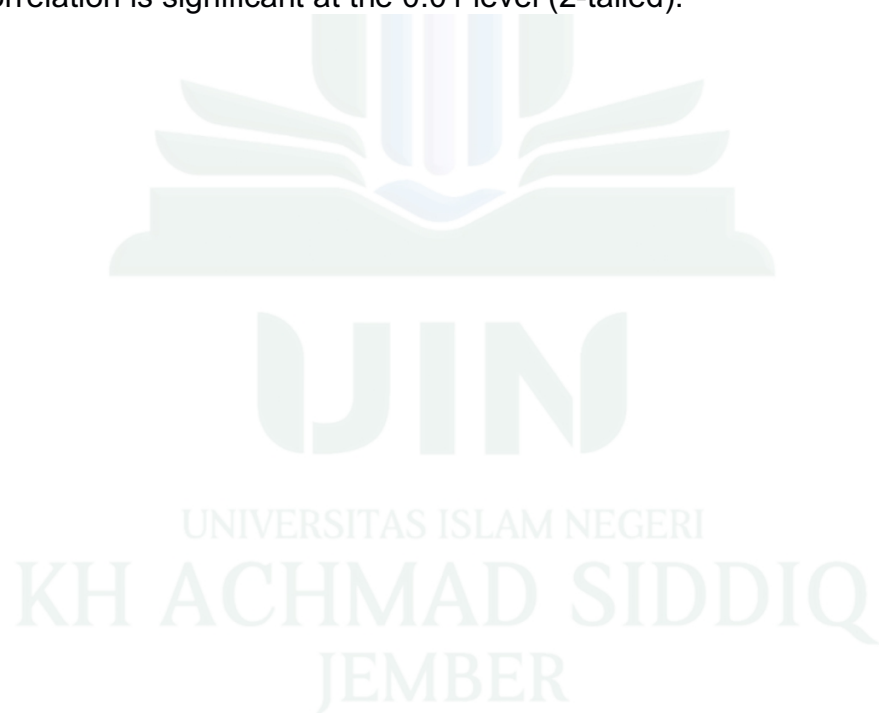 orrelation is significant at the 0.01 level (2-tailed).
UIN
UNIVERSITAS ISLAM NEGERI
KH ACHMAD SIDDIQ
JEMBER